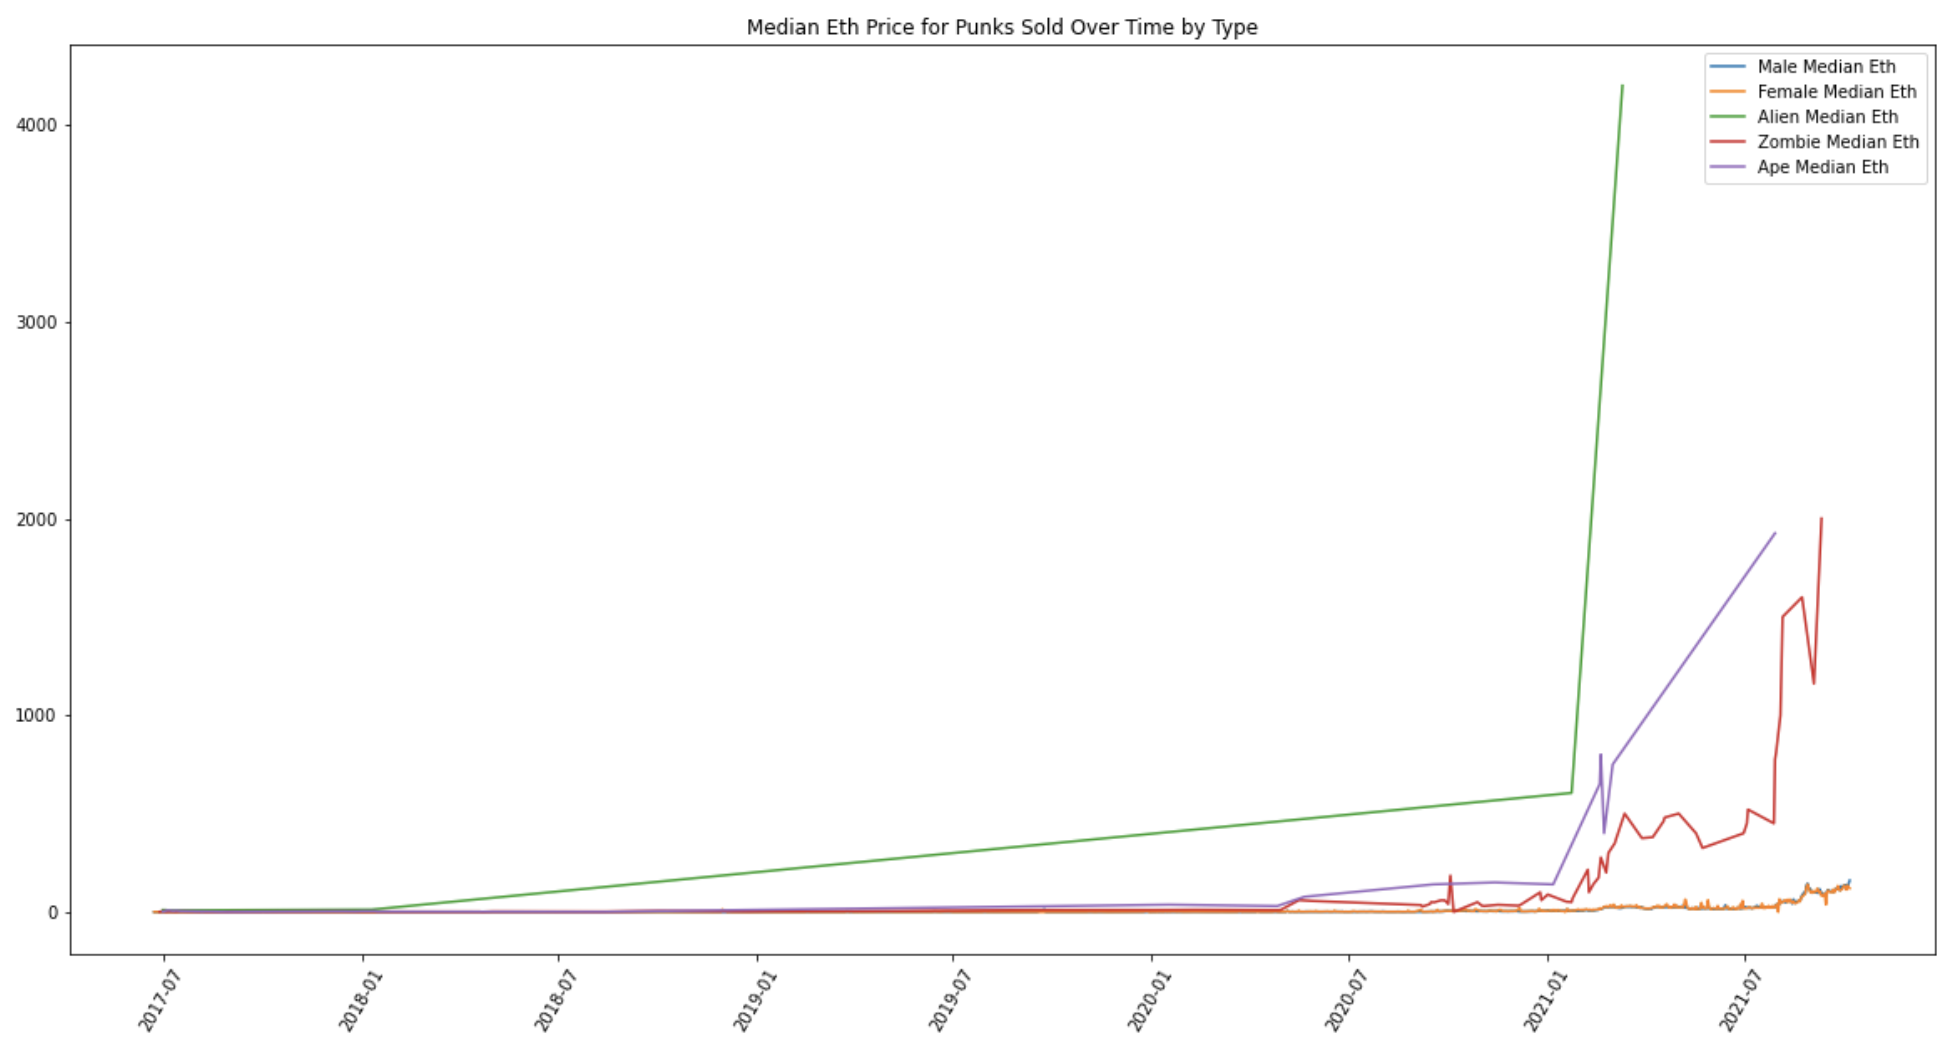 Median Eth Price for Punks Sold Over Time by Type
Male Median Eth
Female Median Eth
Alien Median Eth
Zombie Median Eth
Ape Median Eth
4000
3000
2000
1000
0
2017-07
2018-01
2018-07
2019-01
2019-07
2020-01
2020-07
2021-01
2021-07